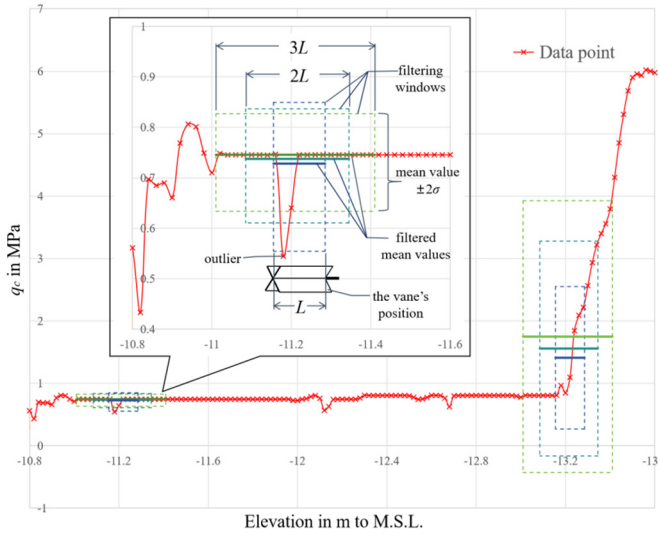 7
6
5
4
3
2
1
0
-1
q_c in MPa
-10.8
-11.2
-11.6
-12
-12.4
-12.8
-13.2
-13
Elevation in m to M.S.L.
Data point
1
0.9
0.8
0.7
0.6
0.5
0.4
-10.8
-11
-11.2
-11.4
-11.6
3L
2L
filtering
windows
mean value
±2σ
filtered
mean values
outlier
the vane's
position
L